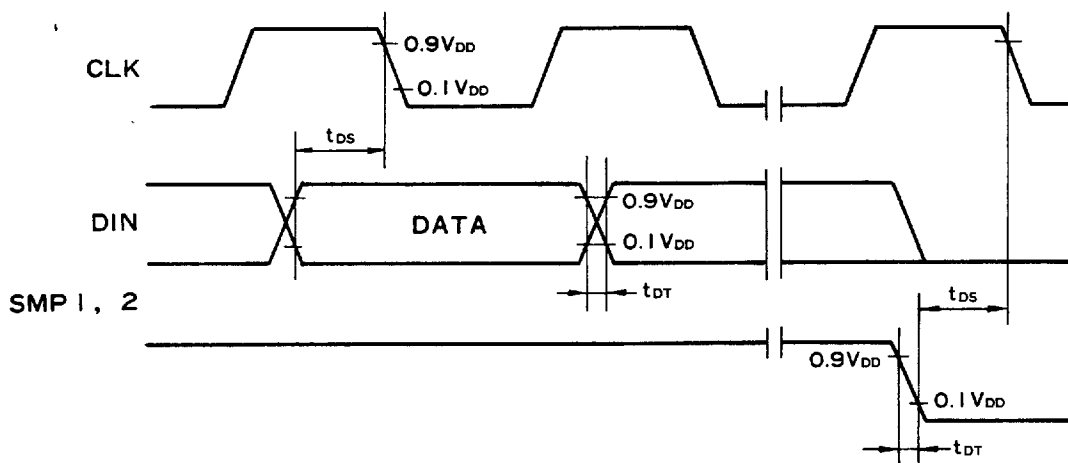 CLK
0.9VDD
0.1VDD
tDS
DIN
DATA
0.9VDD
0.1VDD
SMP1, 2
tDT
tDS
0.9VDD
0.1VDD
tDT